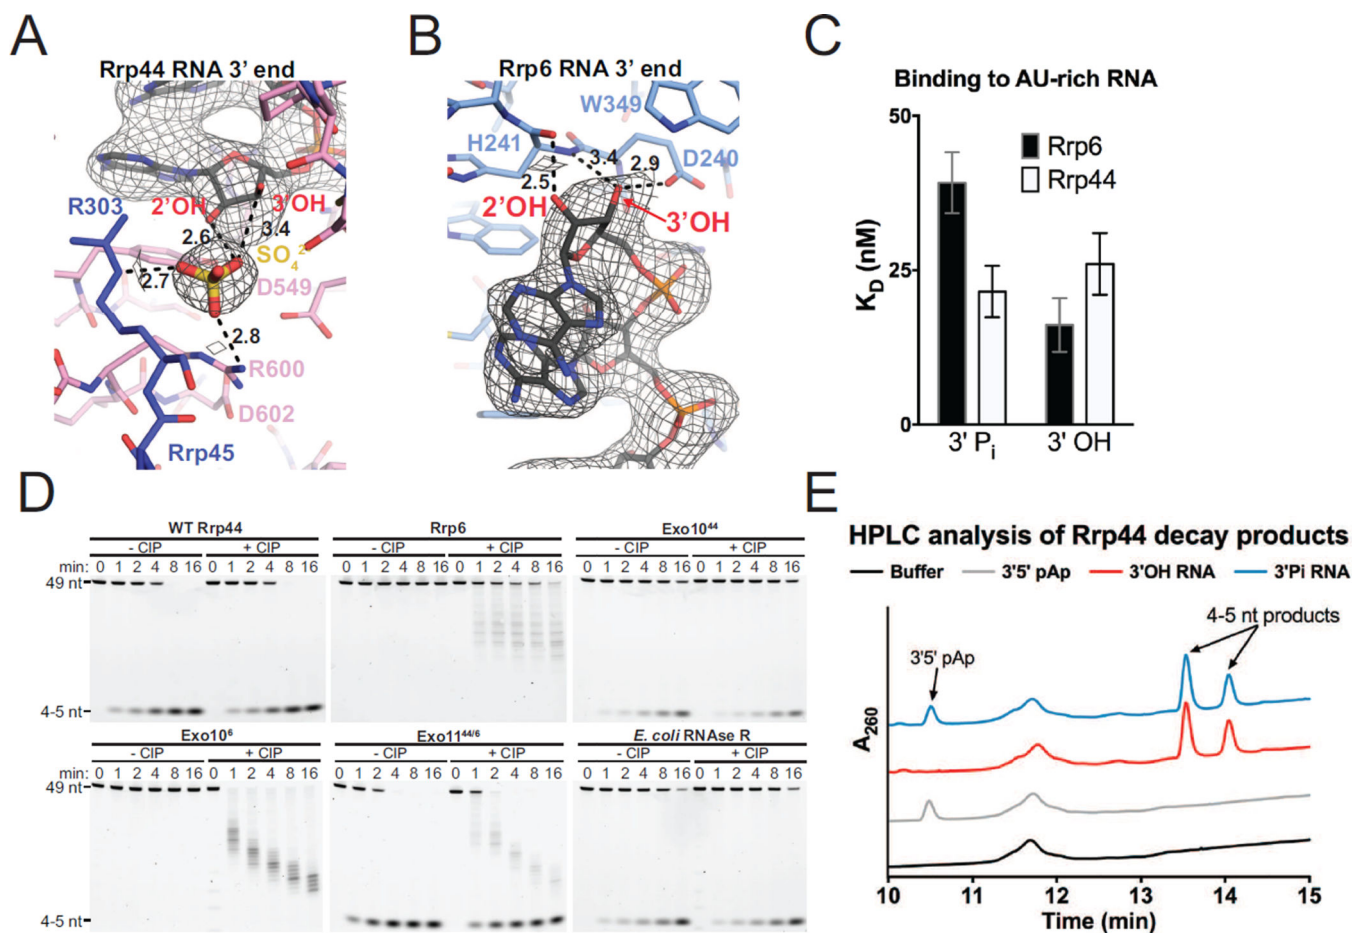 A
Rrp44 RNA 3' end
R303
2'OH
3'OH
2.6
3.4
SO₄²
2.7
D549
2.8
R600
D602
Rrp45
B
Rrp6 RNA 3' end
W349
H241
D240
3.4
2.9
2.5
2'OH
3'OH
C
Binding to AU-rich RNA
50
Rrp6
Rrp44
K_D (nM)
25
0
3' Pᵢ
3' OH
D
WT Rrp44
Rrp6
Exo10⁴⁴
- CIP
+ CIP
- CIP
+ CIP
- CIP
+ CIP
min: 0 1 2 4 8 16 0 1 2 4 8 16 0 1 2 4 8 16 0 1 2 4 8 16 0 1 2 4 8 16 0 1 2 4 8 16
49 nt
4-5 nt
Exo10⁶
Exo11⁴⁴ᐟ⁶
E. coli RNAse R
- CIP
+ CIP
- CIP
+ CIP
- CIP
+ CIP
min: 0 1 2 4 8 16 0 1 2 4 8 16 0 1 2 4 8 16 0 1 2 4 8 16 0 1 2 4 8 16 0 1 2 4 8 16
49 nt
4-5 nt
E
HPLC analysis of Rrp44 decay products
Buffer
3'5' pAp
3'OH RNA
3'Pi RNA
4-5 nt products
3'5' pAp
A₂₆₀
10 11 12 13 14 15
Time (min)